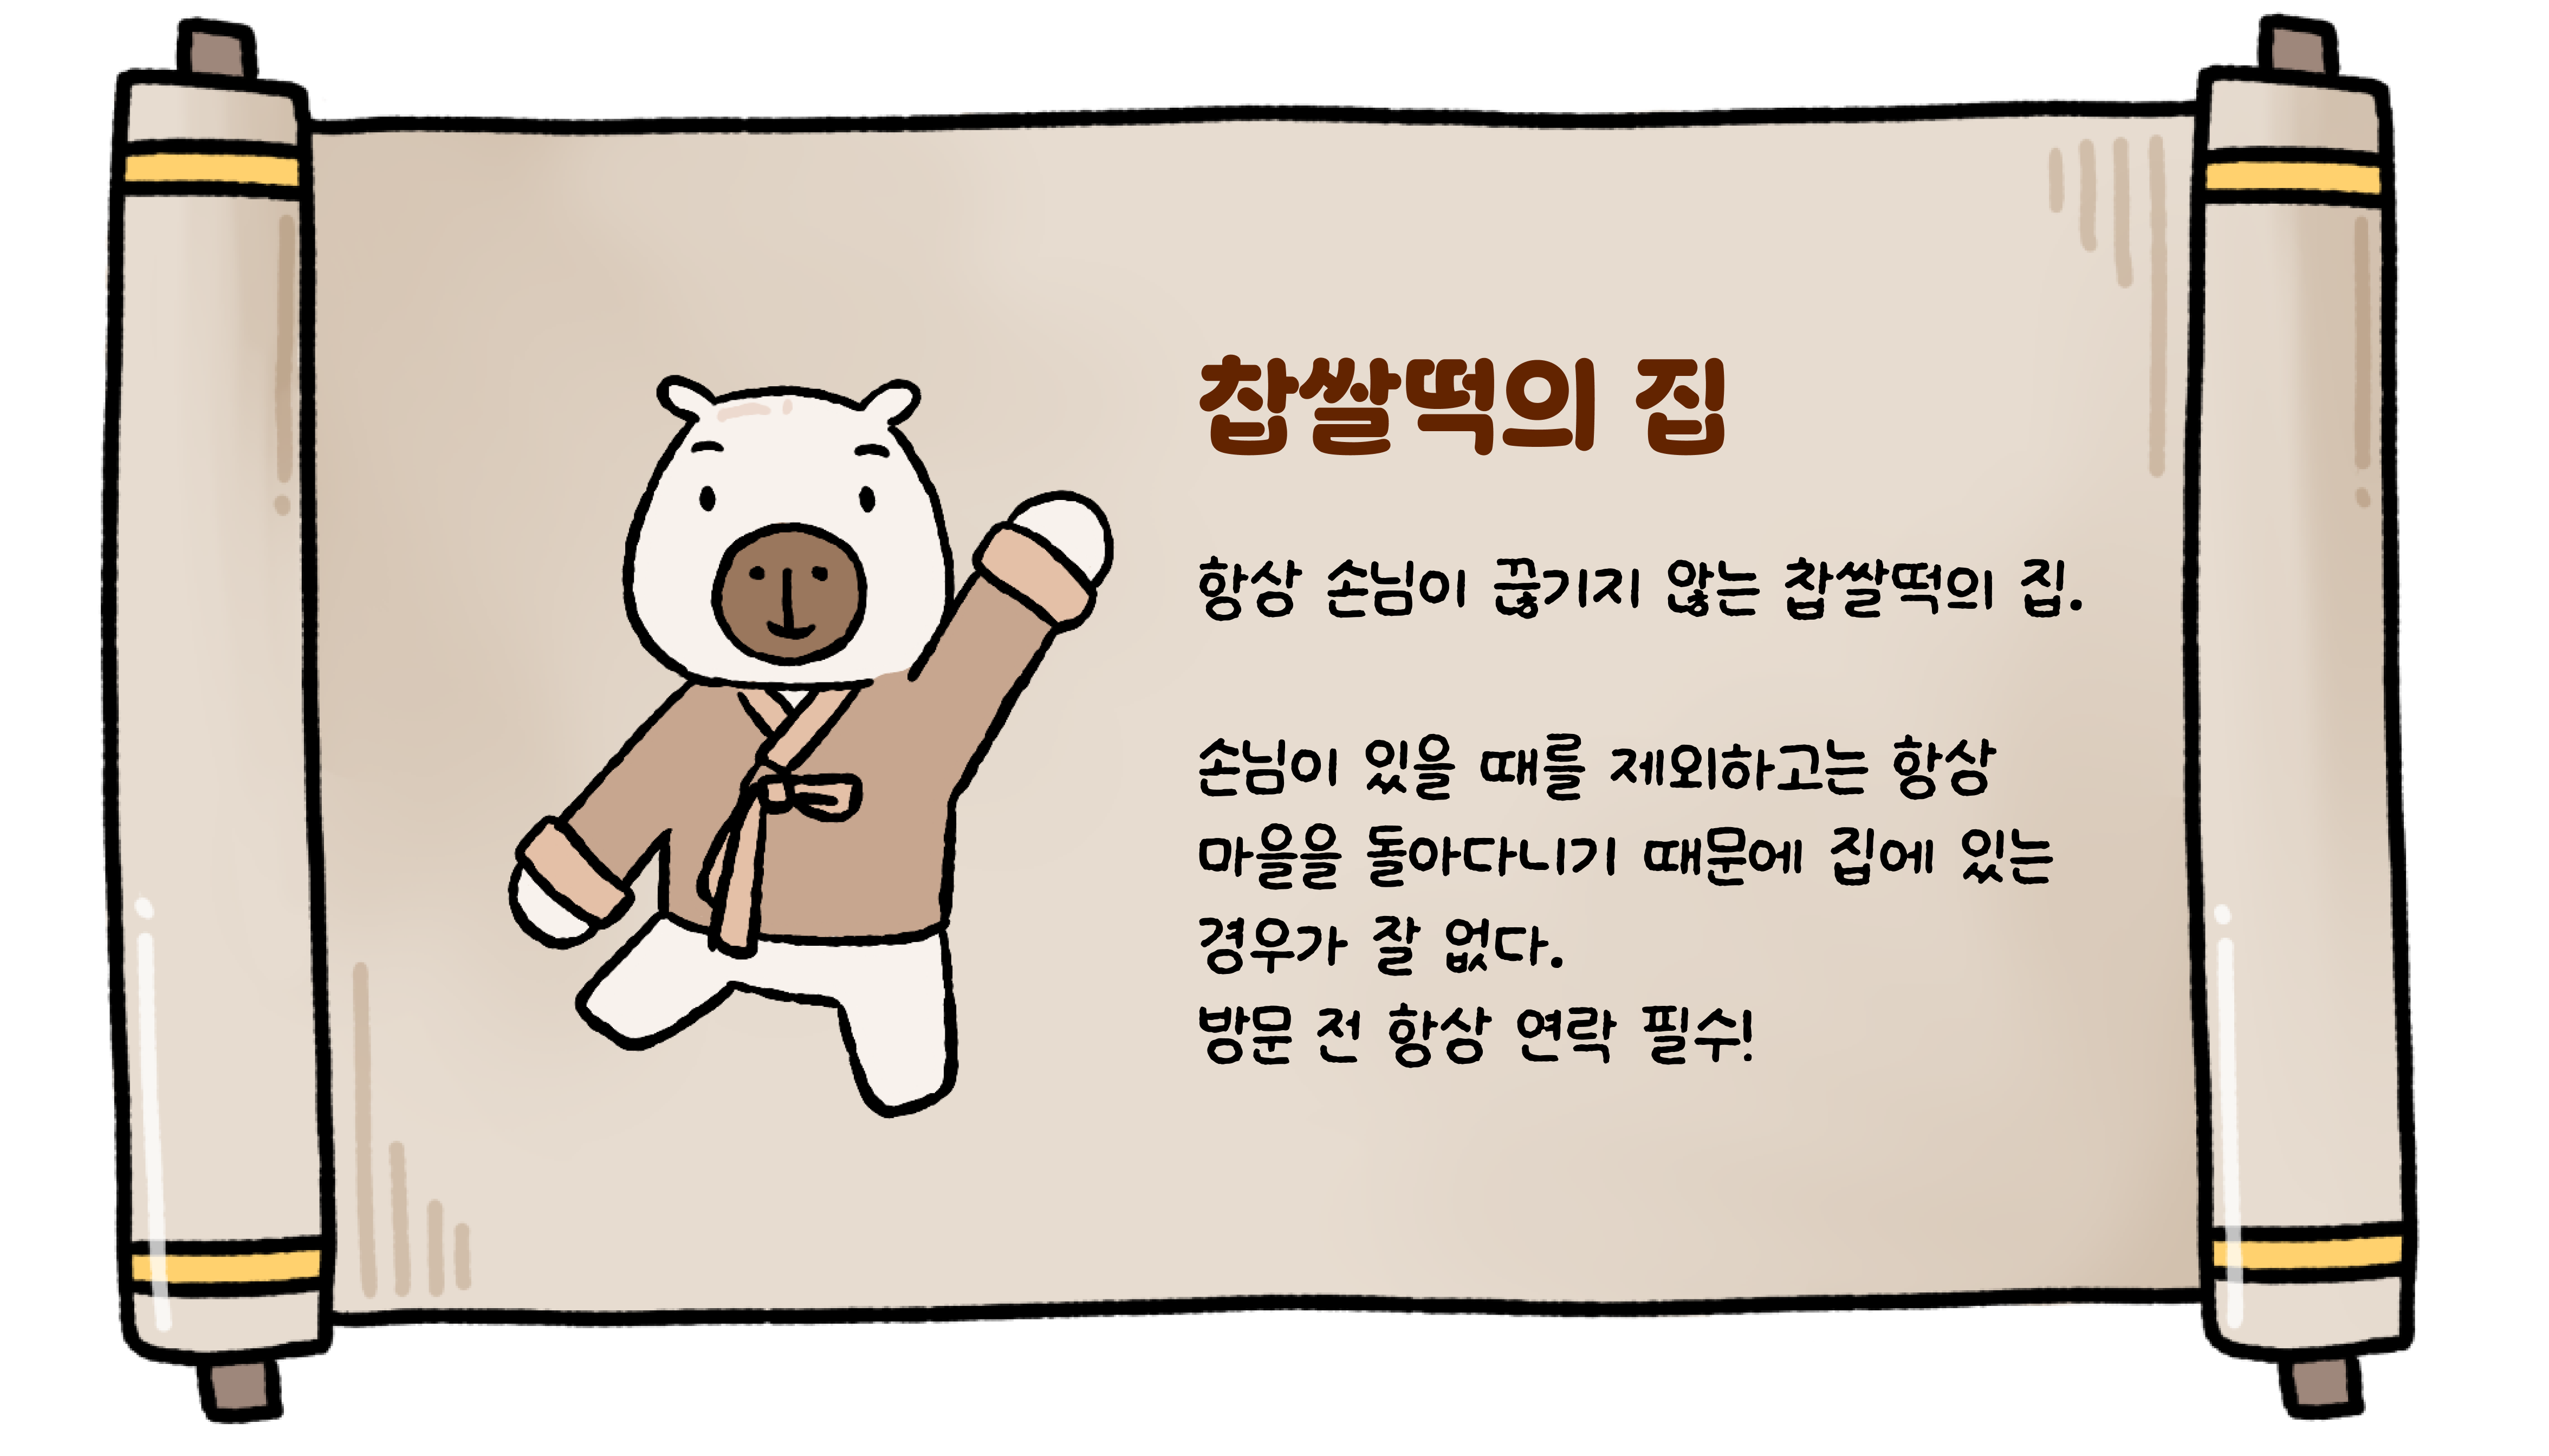 찹쌀떡의 집
항상 손님이 끊기지 않는 찹쌀떡의 집.
손님이 있을 때를 제외하고는 항상
마을을 돌아다니기 때문에 집에 있는
경우가 잘 없다.
방문 전 항상 연락 필수!